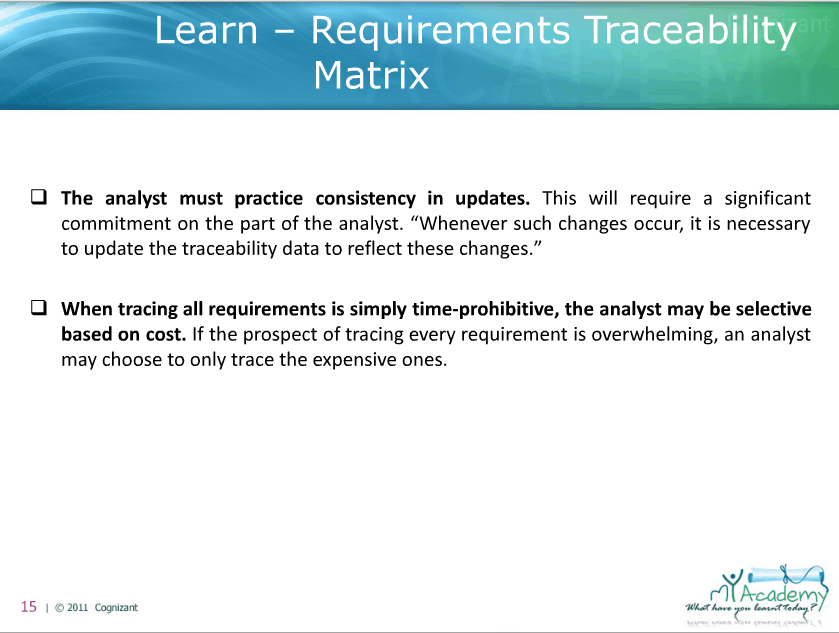 Learn – Requirements Traceability
Matrix
❑ The analyst must practice consistency in updates. This will require a significant
commitment on the part of the analyst. “Whenever such changes occur, it is necessary
to update the traceability data to reflect these changes.”
❑ When tracing all requirements is simply time-prohibitive, the analyst may be selective
based on cost. If the prospect of tracing every requirement is overwhelming, an analyst
may choose to only trace the expensive ones.
15 | © 2011 Cognizant
Academy
What have you learnt today?